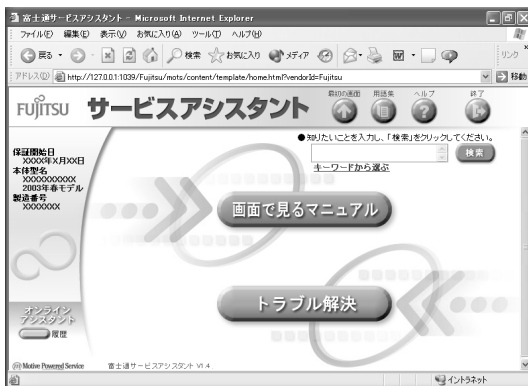 富士通サービスアシスタント - Microsoft Internet Explorer
ファイル(F) 編集(E) 表示(V) お気に入り(A) ツール(T) ヘルプ(H)
戻る 検索 お気に入り メディア リンク
アドレス(D) http://127.0.0.1:1039/Fujitsu/mots/content/template/home.html?vendorId=Fujitsu 移動
FUJITSU サービスアシスタント
最初の画面 用語集 ヘルプ 終了
●知りたいことを入力し、「検索」をクリックしてください。
検索
キーワードから選ぶ
保証開始日
XXXX年X月XX日
本体型名
XXXXXXXXXX
2003年春モデル
製造番号
XXXXXXX
画面で見るマニュアル
トラブル解決
オンライン
アシスタント
履歴
Motive Powered Service 富士通サービスアシスタント V1.4
イントラネット